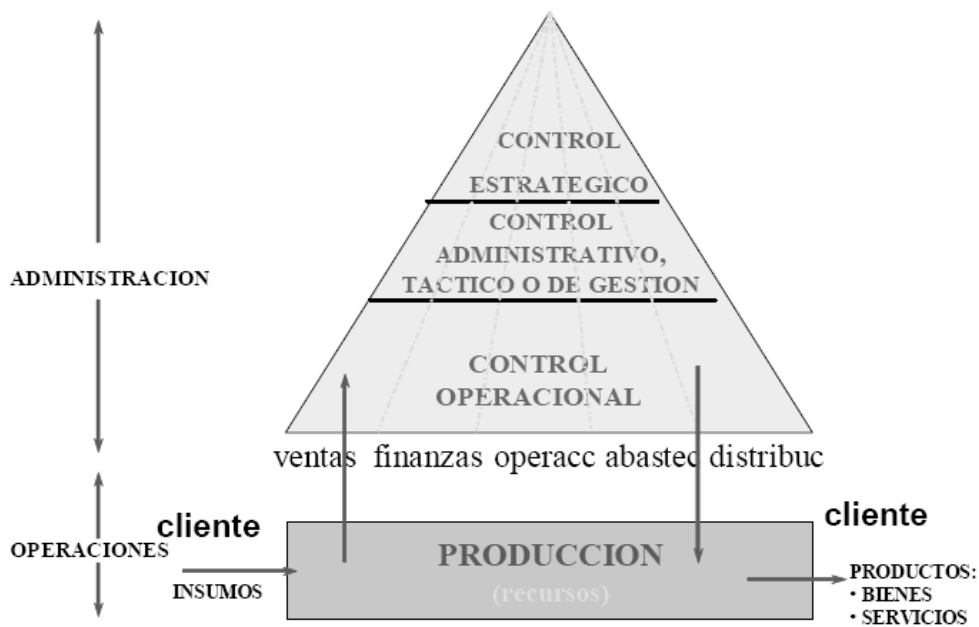 CONTROL
ESTRATEGICO
CONTROL
ADMINISTRATIVO,
TACTICO O DE GESTION
ADMINISTRACION
CONTROL
OPERACIONAL
ventas finanzas operacc abastec distribuc
cliente
cliente
OPERACIONES
PRODUCCION
INSUMOS
(recursos)
PRODUCTOS:
• BIENES
• SERVICIOS